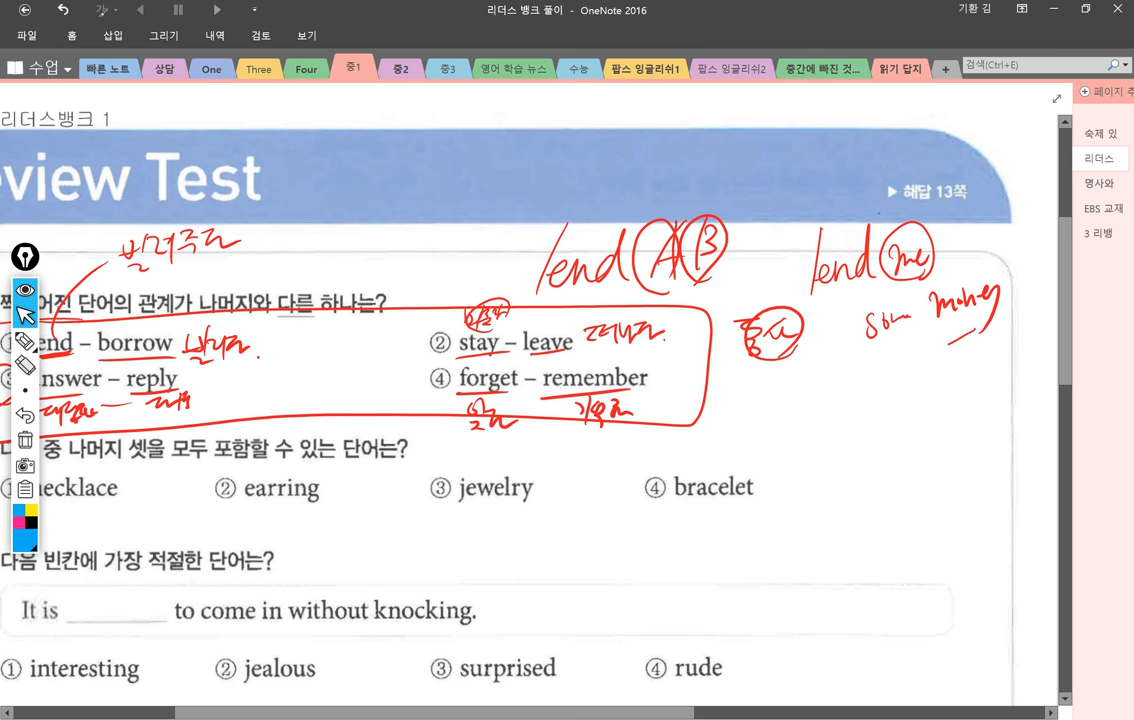 리더스 뱅크 풀이 - OneNote 2016
기환 김
파일 홈 삽입 그리기 내역 검토 보기
수업 빠른 노트 상담 One Three Four 중1 중2 중3 영어 학습 뉴스 수능 팝스 잉글리쉬1 팝스 잉글리쉬2 중간에 빠진 것... 읽기 답지 + 검색(Ctrl+E)
페이지 추
숙제 있
리더스
명사와
EBS 교재
3 리뱅
리더스뱅크 1
view Test
▶ 해답 13쪽
빌려주다
lend A B
lend me
some money
동사
어진 단어의 관계가 나머지와 다른 하나는?
머물다
end – borrow 빌리다.
② stay – leave 떠나다.
nswer – reply
④ forget – remember
중 나머지 셋을 모두 포함할 수 있는 단어는?
necklace ② earring ③ jewelry ④ bracelet
다음 빈칸에 가장 적절한 단어는?
It is ________ to come in without knocking.
① interesting ② jealous ③ surprised ④ rude